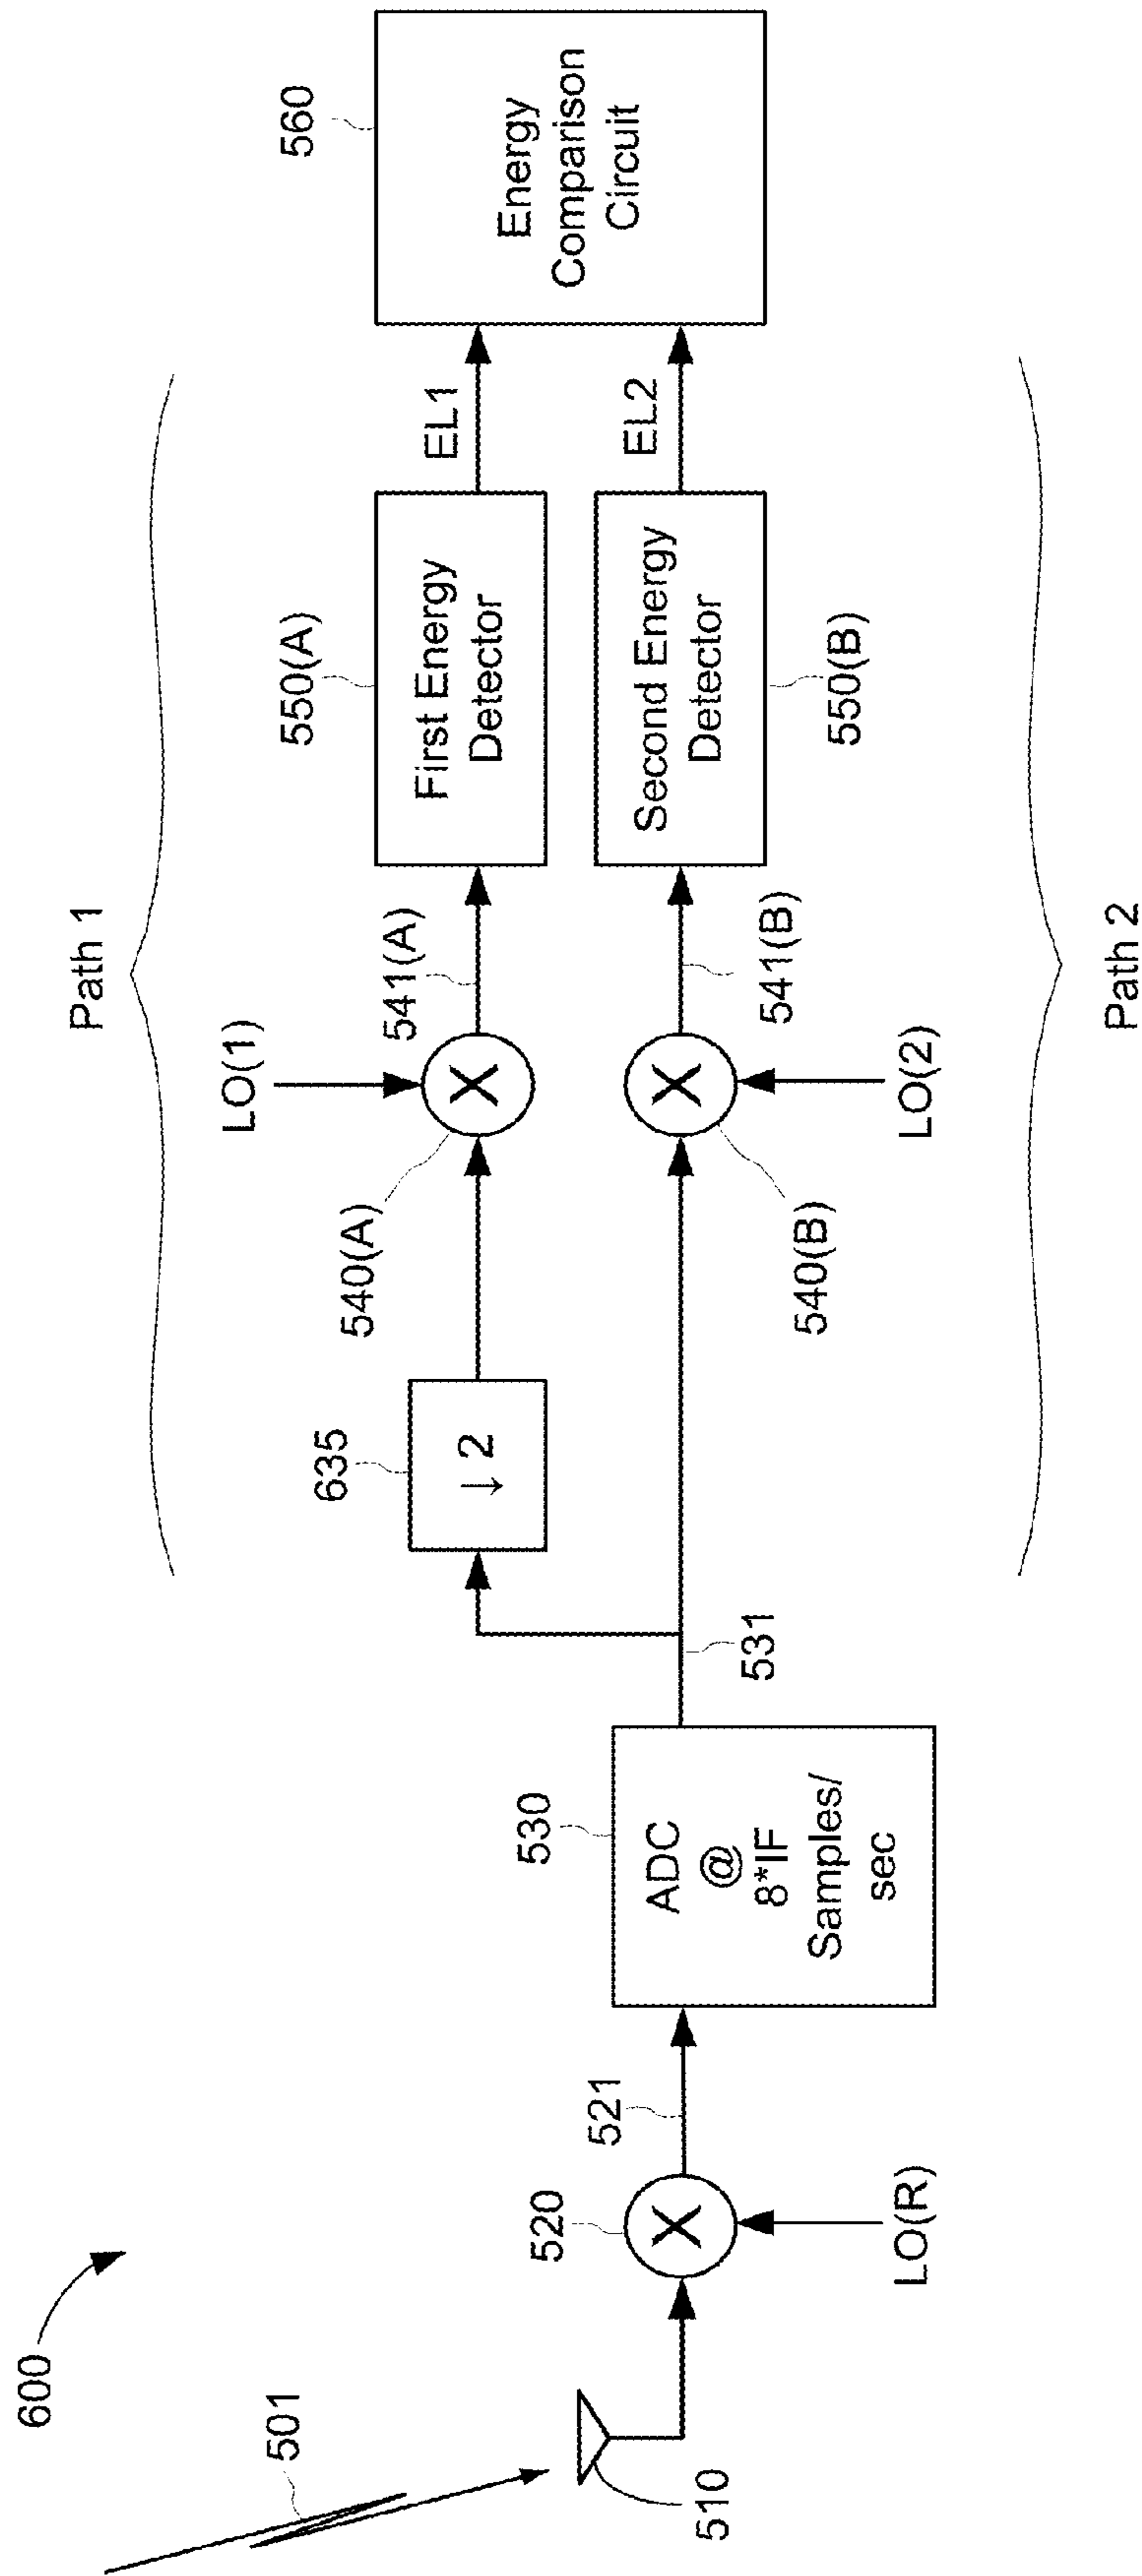 600
501
510
520
LO(R)
521
530
ADC
@
8*IF
Samples/
sec
531
Path 1
635
↓2
540(A)
X
LO(1)
541(A)
550(A)
First Energy
Detector
EL1
560
Energy
Comparison
Circuit
X
540(B)
X
LO(2)
541(B)
Second Energy
Detector
550(B)
EL2
Path 2